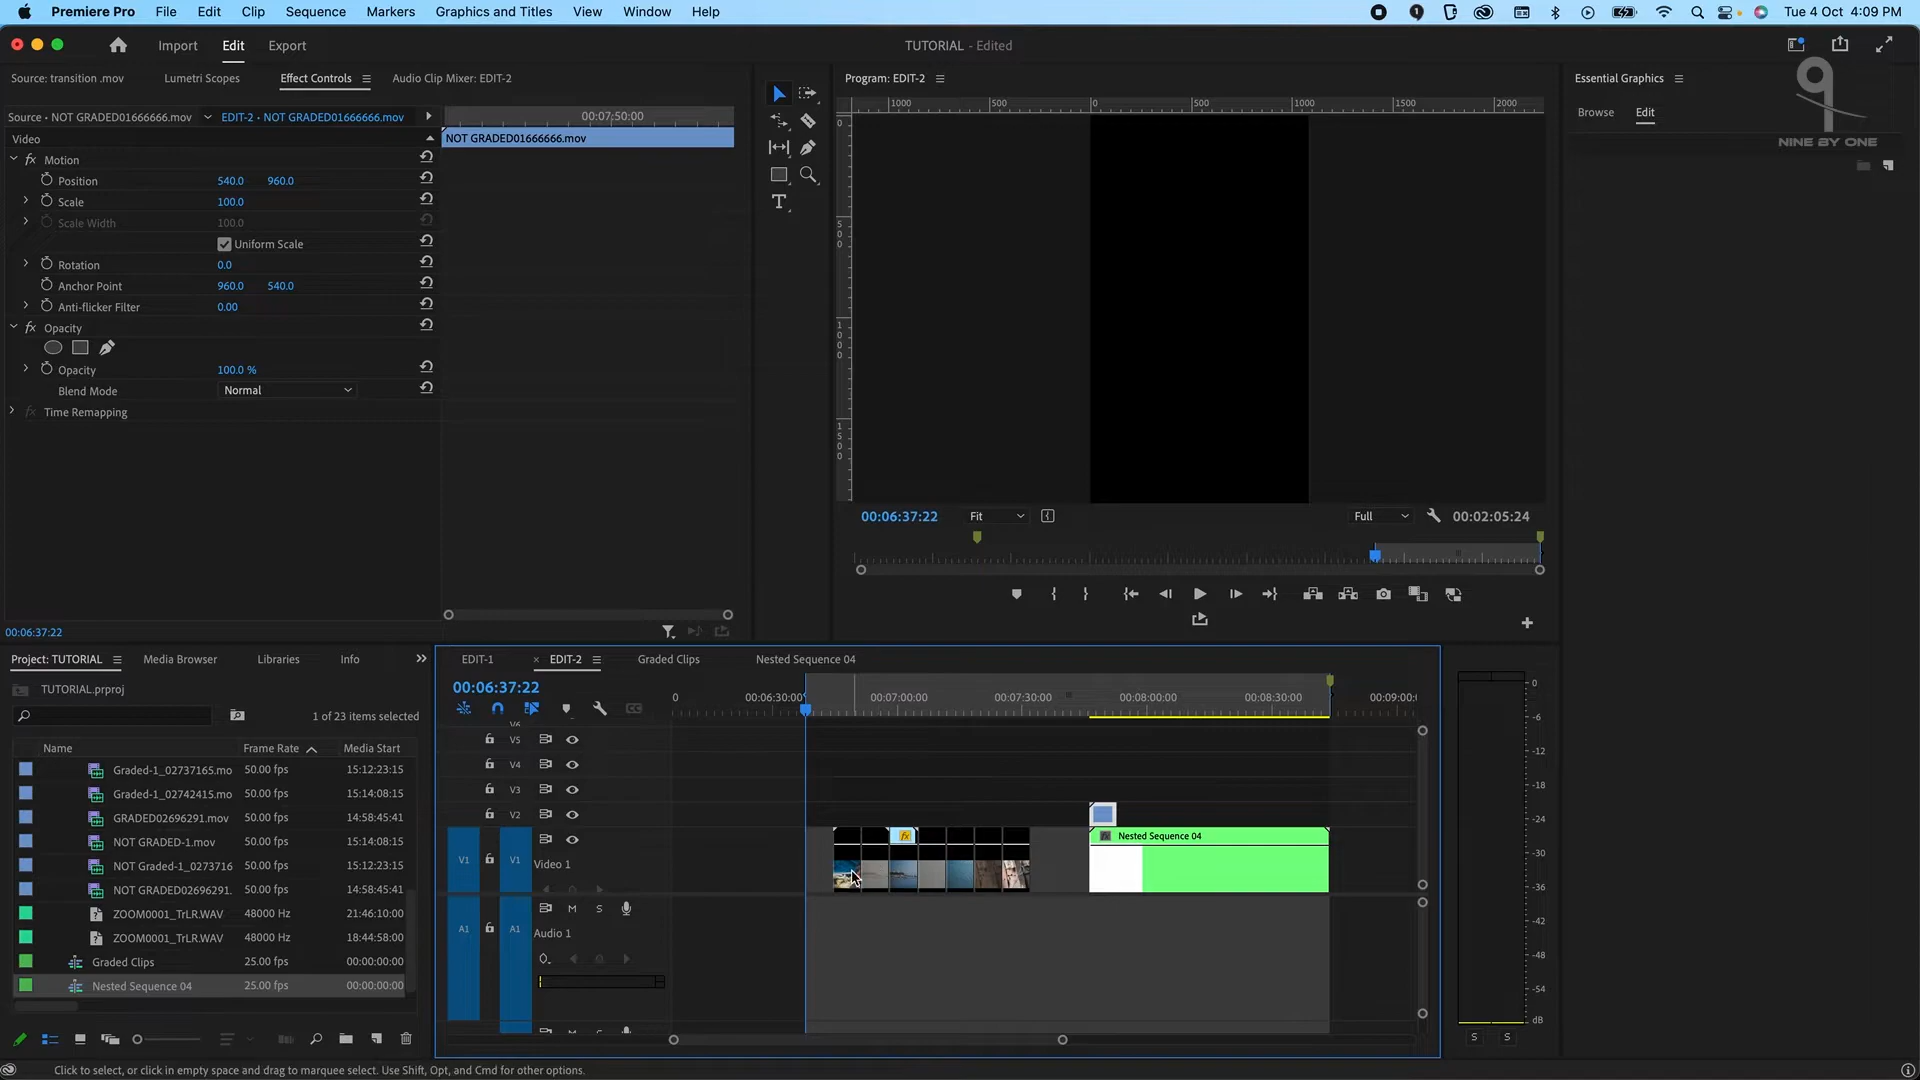 Premiere Pro File Edit Clip Sequence Markers Graphics and Titles View Window Help
Tue 4 Oct 4:09 PM
Import Edit Export
TUTORIAL - Edited
Source: transition .mov Lumetri Scopes Effect Controls Audio Clip Mixer: EDIT-2
Program: EDIT-2
Essential Graphics
Browse Edit
NINE BY ONE
Source • NOT GRADED01666666.mov EDIT-2 • NOT GRADED01666666.mov
00:07:50:00
NOT GRADED01666666.mov
Video
Motion
Position 540.0 960.0
Scale 100.0
Scale Width 100.0
Uniform Scale
Rotation 0.0
Anchor Point 960.0 540.0
Anti-flicker Filter 0.00
Opacity
Opacity 100.0 %
Blend Mode Normal
Time Remapping
00:06:37:22
1000 500 0 500 1000 1500 2000
0
500
1000
1500
00:06:37:22 Fit Full 00:02:05:24
Project: TUTORIAL Media Browser Libraries Info
TUTORIAL.prproj
1 of 23 items selected
Name Frame Rate Media Start
Graded-1_02737165.mo 50.00 fps 15:12:23:15
Graded-1_02742415.mo 50.00 fps 15:14:08:15
GRADED02696291.mov 50.00 fps 14:58:45:41
NOT GRADED-1.mov 50.00 fps 15:14:08:15
NOT Graded-1_0273716 50.00 fps 15:12:23:15
NOT GRADED02696291. 50.00 fps 14:58:45:41
ZOOM0001_TrLR.WAV 48000 Hz 21:46:10:00
ZOOM0001_TrLR.WAV 48000 Hz 18:44:58:00
Graded Clips 25.00 fps 00:00:00:00
Nested Sequence 04 25.00 fps 00:00:00:00
EDIT-1 × EDIT-2 Graded Clips Nested Sequence 04
00:06:37:22
0 00:06:30:00 00:07:00:00 00:07:30:00 00:08:00:00 00:08:30:00 00:09:00:
V6
V5
V4
V3
V2
V1 V1 Video 1
fx
fx Nested Sequence 04
M S
A1 A1 Audio 1
M S
0
-6
-12
-18
-24
-30
-36
-42
-48
-54
dB
S S
Click to select, or click in empty space and drag to marquee select. Use Shift, Opt, and Cmd for other options.